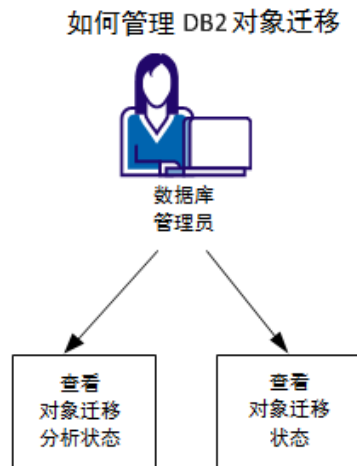 如何管理 DB2 对象迁移
数据库
管理员
查看
对象迁移
分析状态
查看
对象迁移
状态